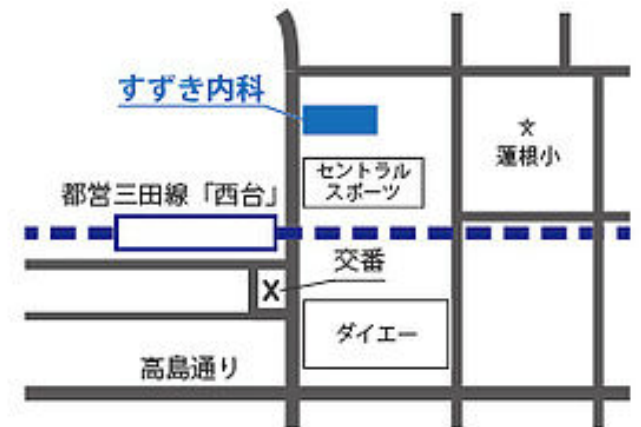 すずき内科
文
蓮根小
セントラル
スポーツ
都営三田線「西台」
交番
X
ダイエー
高島通り